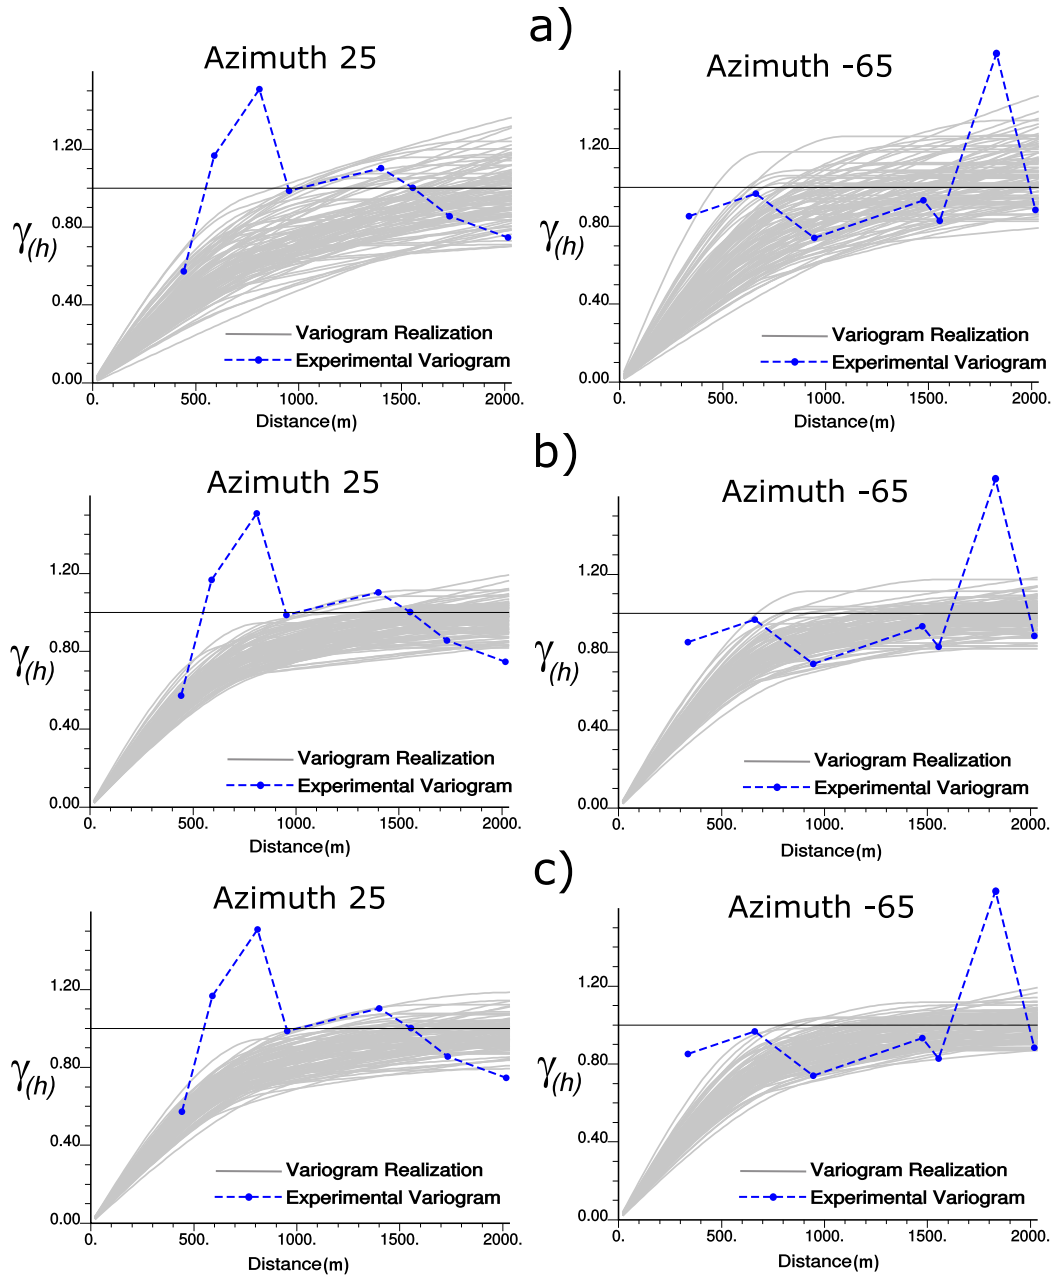 a)
Azimuth 25
Azimuth -65
1.20
0.80
0.40
0.00
γ(h)
Variogram Realization
Experimental Variogram
0. 500. 1000. 1500. 2000.
Distance(m)
1.20
0.80
0.40
0.00
γ(h)
Variogram Realization
Experimental Variogram
0. 500. 1000. 1500. 2000.
Distance(m)
b)
Azimuth 25
Azimuth -65
1.20
0.80
0.40
0.00
γ(h)
Variogram Realization
Experimental Variogram
0. 500. 1000. 1500. 2000.
Distance(m)
1.20
0.80
0.40
0.00
γ(h)
Variogram Realization
Experimental Variogram
0. 500. 1000. 1500. 2000.
Distance(m)
c)
Azimuth 25
Azimuth -65
1.20
0.80
0.40
0.00
γ(h)
Variogram Realization
Experimental Variogram
0. 500. 1000. 1500. 2000.
Distance(m)
1.20
0.80
0.40
0.00
γ(h)
Variogram Realization
Experimental Variogram
0. 500. 1000. 1500. 2000.
Distance(m)